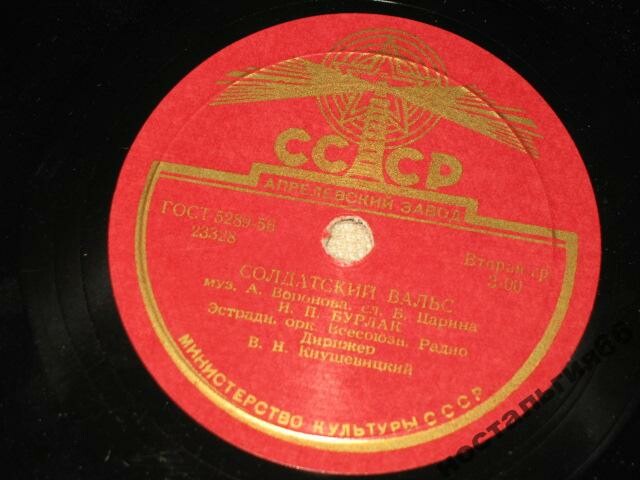 СССР
АПРЕЛЕВСКИЙ ЗАВОД
ГОСТ 5289-56
23328
Вторая гр
3-00
СОЛДАТСКИЙ ВАЛЬС
муз. А. Воронова, сл. Б. Царина
И. П. БУРЛАК
Эстрадн. орк. Всесоюзн. Радио
Дирижер
В. Н. Кнушевицкий
МИНИСТЕРСТВО КУЛЬТУРЫ СССР